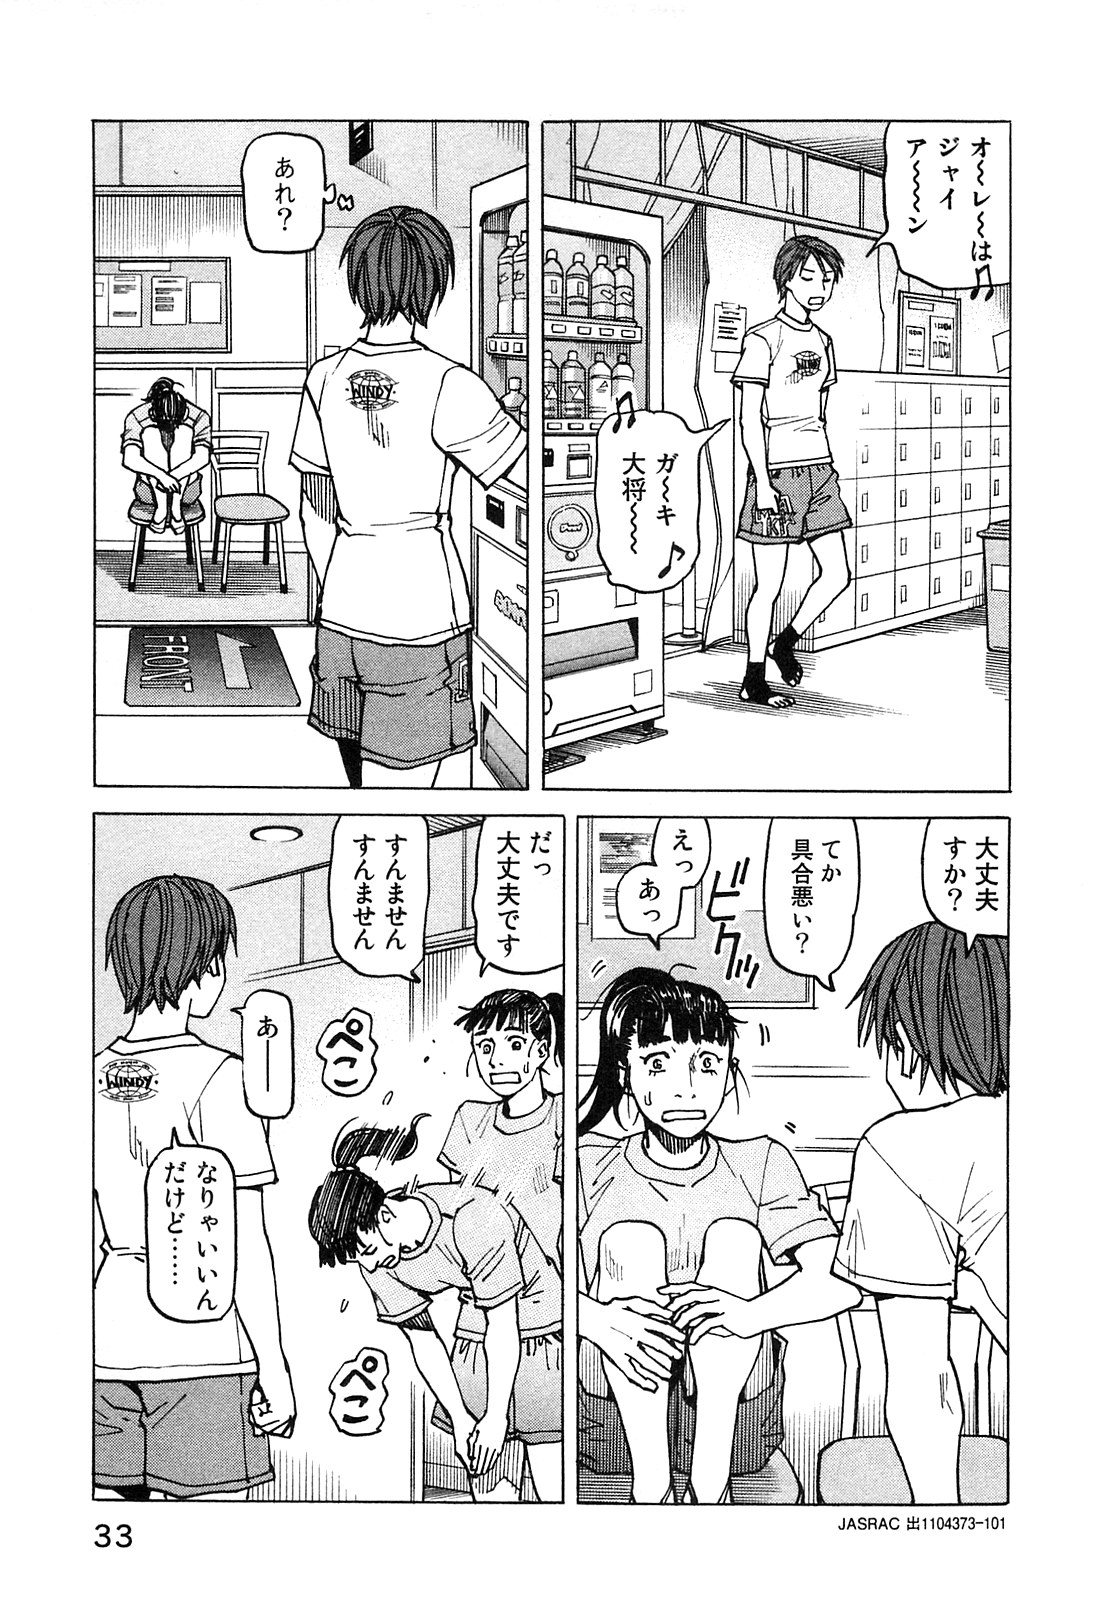 オ〜レ〜は♪
ジャイ
ア〜〜〜ン
♪ガ〜〜キ
大将〜〜♪
あれ？
WINDY
FRONT
大丈夫
すか？
てか
具合悪い？
えっ
あっ
ビクッ
だっ
大丈夫です
すんません
すんません
ぺこ
ぺこ
あ――
なりゃいいん
だけど……
WINDY
JASRAC 出1104373-101
33